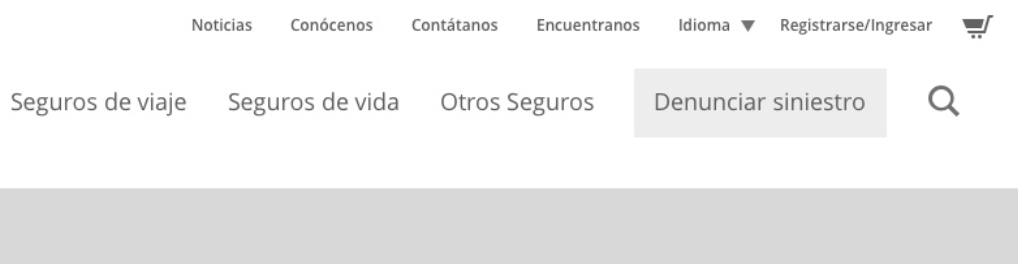 Noticias Conócenos Contátanos Encuentranos Idioma Registrarse/Ingresar
Seguros de viaje Seguros de vida Otros Seguros Denunciar siniestro